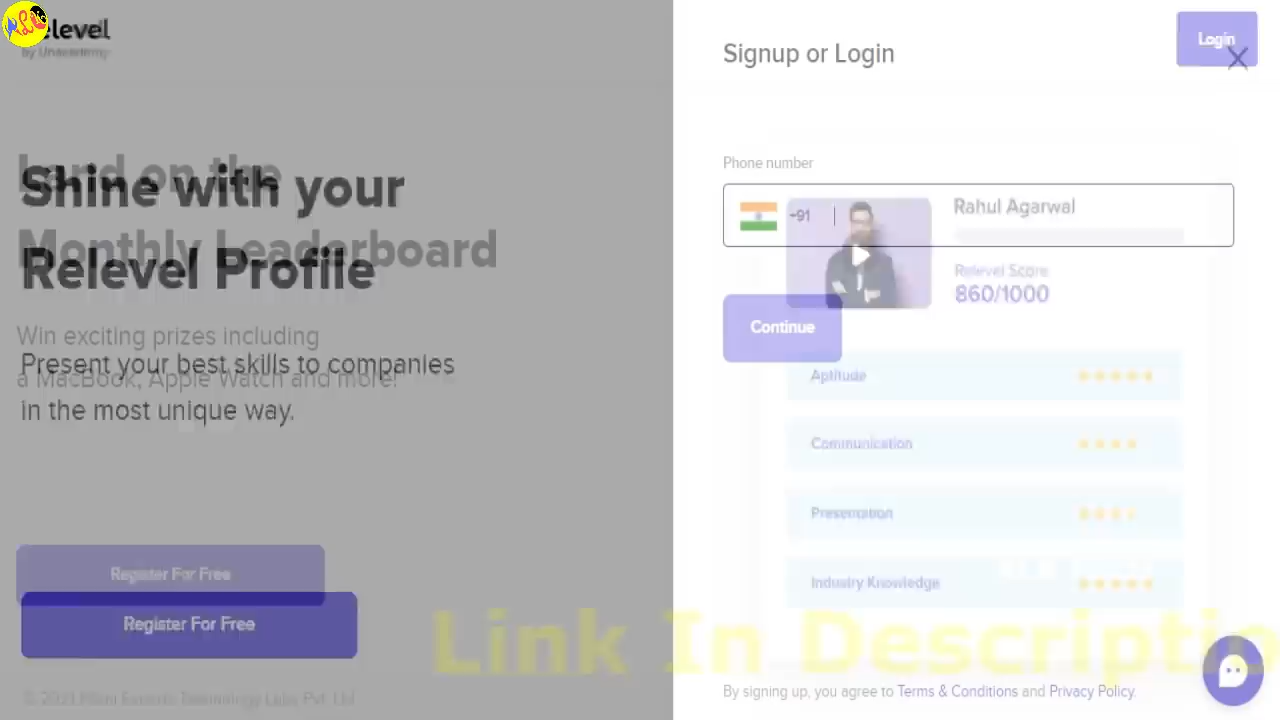 elevel
by Unacademy
Login
Signup or Login
Land on the
Shine with your
Monthly Leaderboard
Relevel Profile
Win exciting prizes including
Present your best skills to companies
a MacBook, Apple Watch and more!
in the most unique way.
Phone number
+91
Rahul Agarwal
Relevel Score
860/1000
Continue
Aptitude
Communication
Presentation
Industry Knowledge
Register For Free
Register For Free
Link In Descriptio
By signing up, you agree to Terms & Conditions and Privacy Policy.